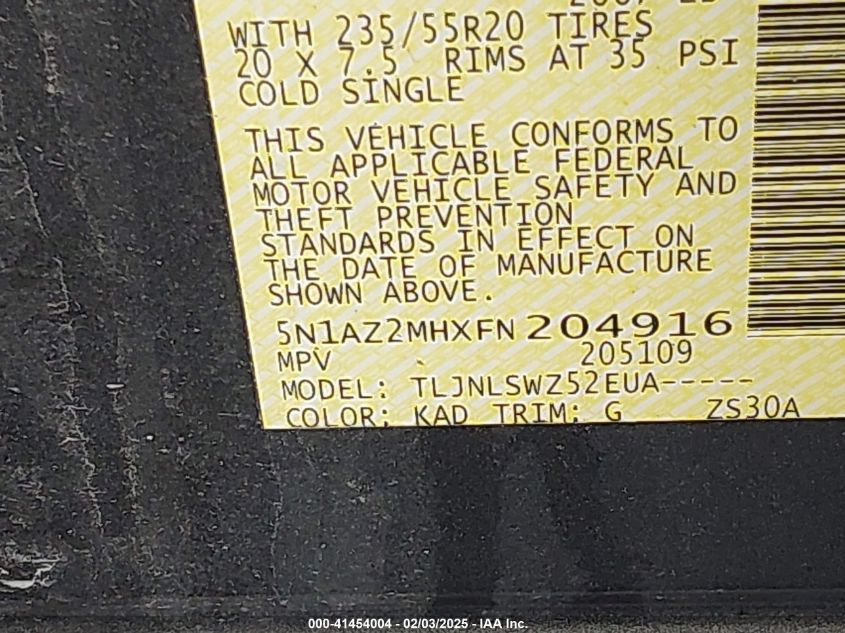 WITH 235/55R20 TIRES
20 X 7.5 RIMS AT 35 PSI
COLD SINGLE
THIS VEHICLE CONFORMS TO
ALL APPLICABLE FEDERAL
MOTOR VEHICLE SAFETY AND
THEFT PREVENTION
STANDARDS IN EFFECT ON
THE DATE OF MANUFACTURE
SHOWN ABOVE.
5N1AZ2MHXFN204916
MPV 205109
MODEL: TLJNLSWZ52EUA-----
COLOR: KAD TRIM: G ZS30A
000-41454004 - 02/03/2025 - IAA Inc.